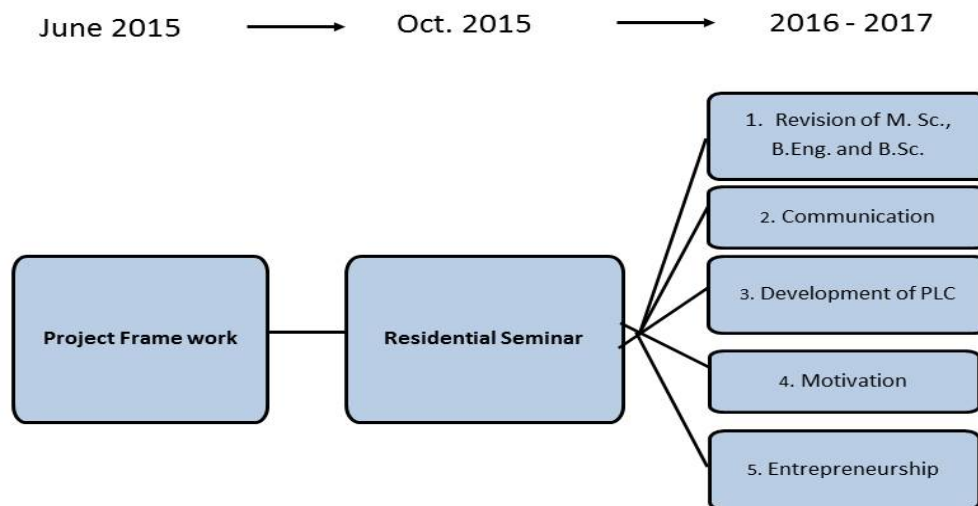 June 2015
Oct. 2015
2016 - 2017
1. Revision of M. Sc.,
B.Eng. and B.Sc.
2. Communication
3. Development of PLC
Project Frame work
Residential Seminar
4. Motivation
5. Entrepreneurship